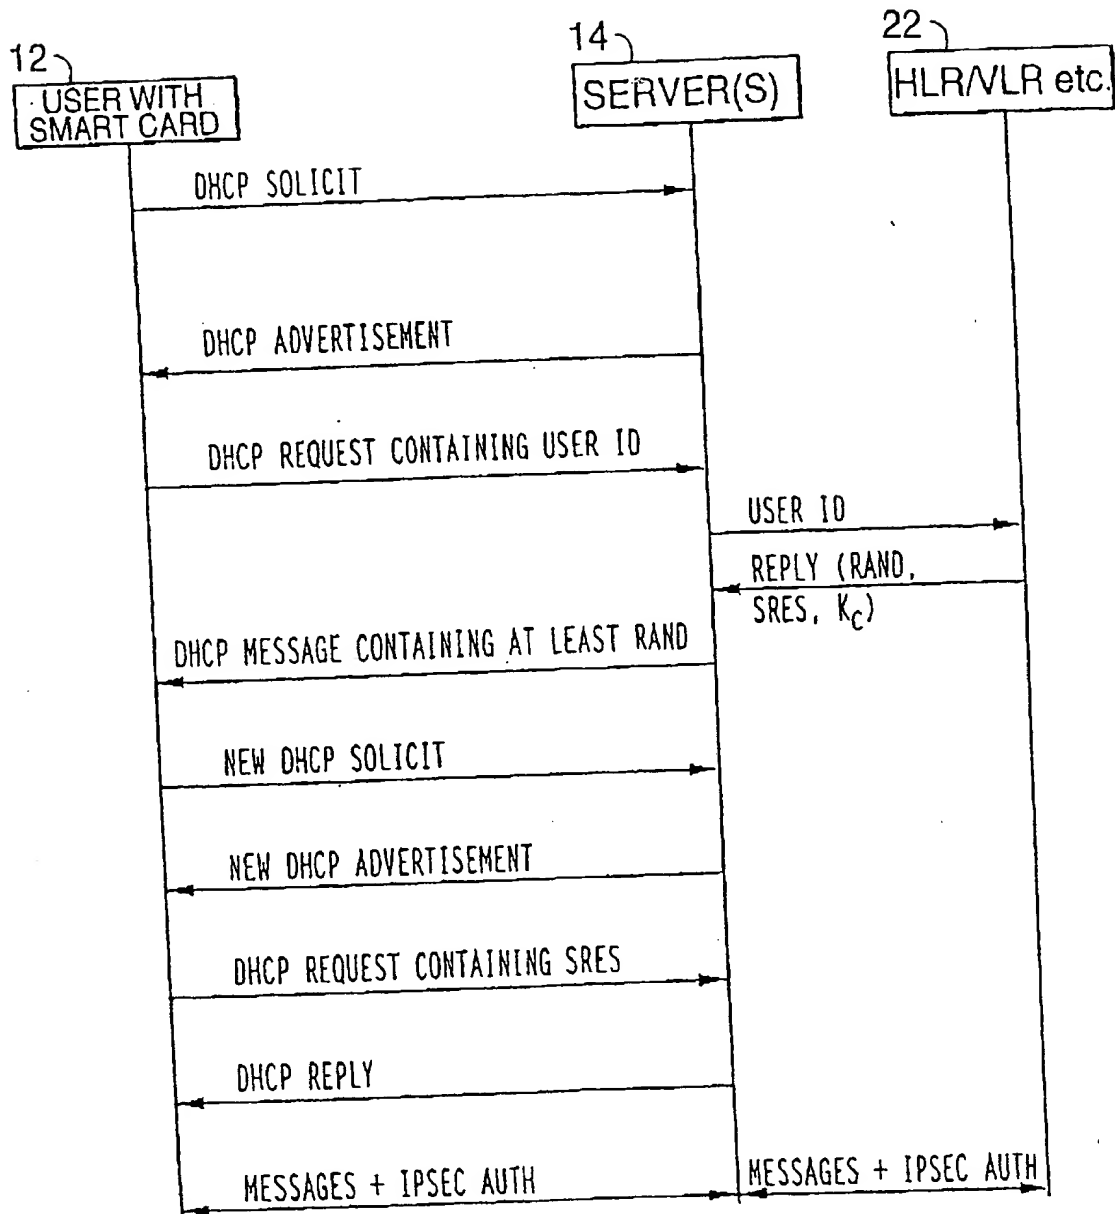 12
USER WITH
SMART CARD
14
SERVER(S)
22
HLR/VLR etc.
DHCP SOLICIT
DHCP ADVERTISEMENT
DHCP REQUEST CONTAINING USER ID
USER ID
REPLY (RAND,
SRES, KC)
DHCP MESSAGE CONTAINING AT LEAST RAND
NEW DHCP SOLICIT
NEW DHCP ADVERTISEMENT
DHCP REQUEST CONTAINING SRES
DHCP REPLY
MESSAGES + IPSEC AUTH
MESSAGES + IPSEC AUTH